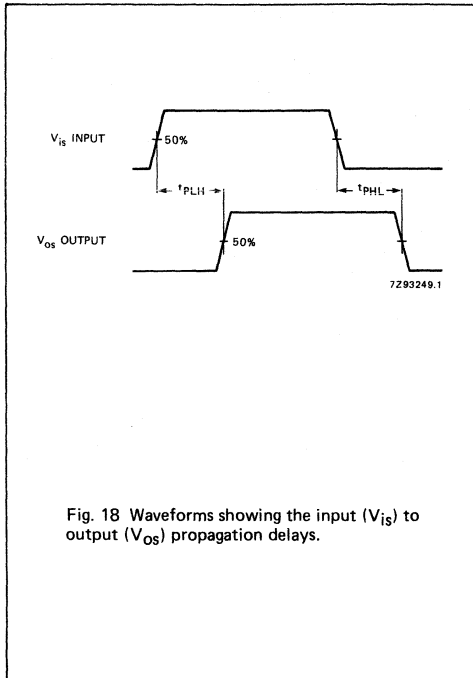 V_is INPUT
50%
t_PLH
t_PHL
V_os OUTPUT
50%
7Z93249.1
Fig. 18 Waveforms showing the input (V_is) to
output (V_os) propagation delays.